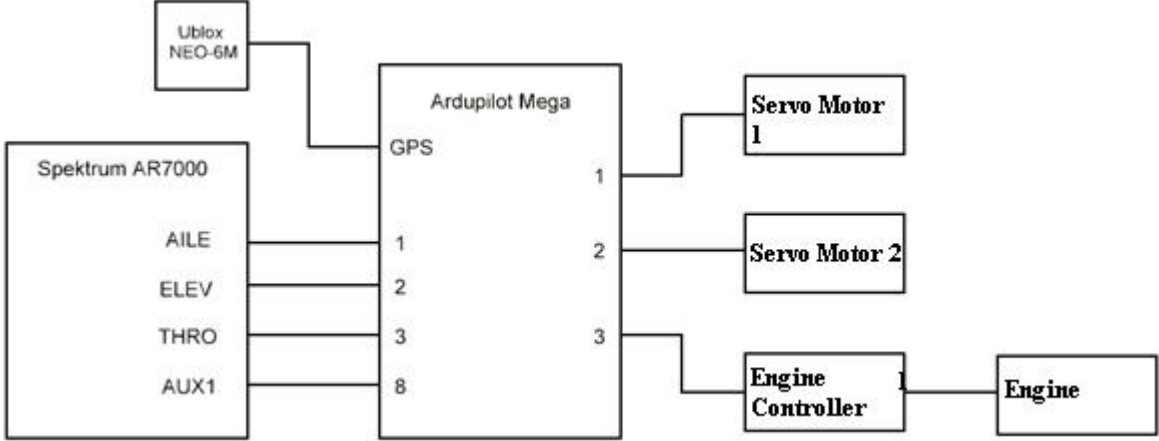 Ublox
NEO-6M
Ardupilot Mega
GPS
1
2
3
8
1
2
3
Spektrum AR7000
AILE
ELEV
THRO
AUX1
Servo Motor
1
Servo Motor 2
Engine 1
Controller
Engine